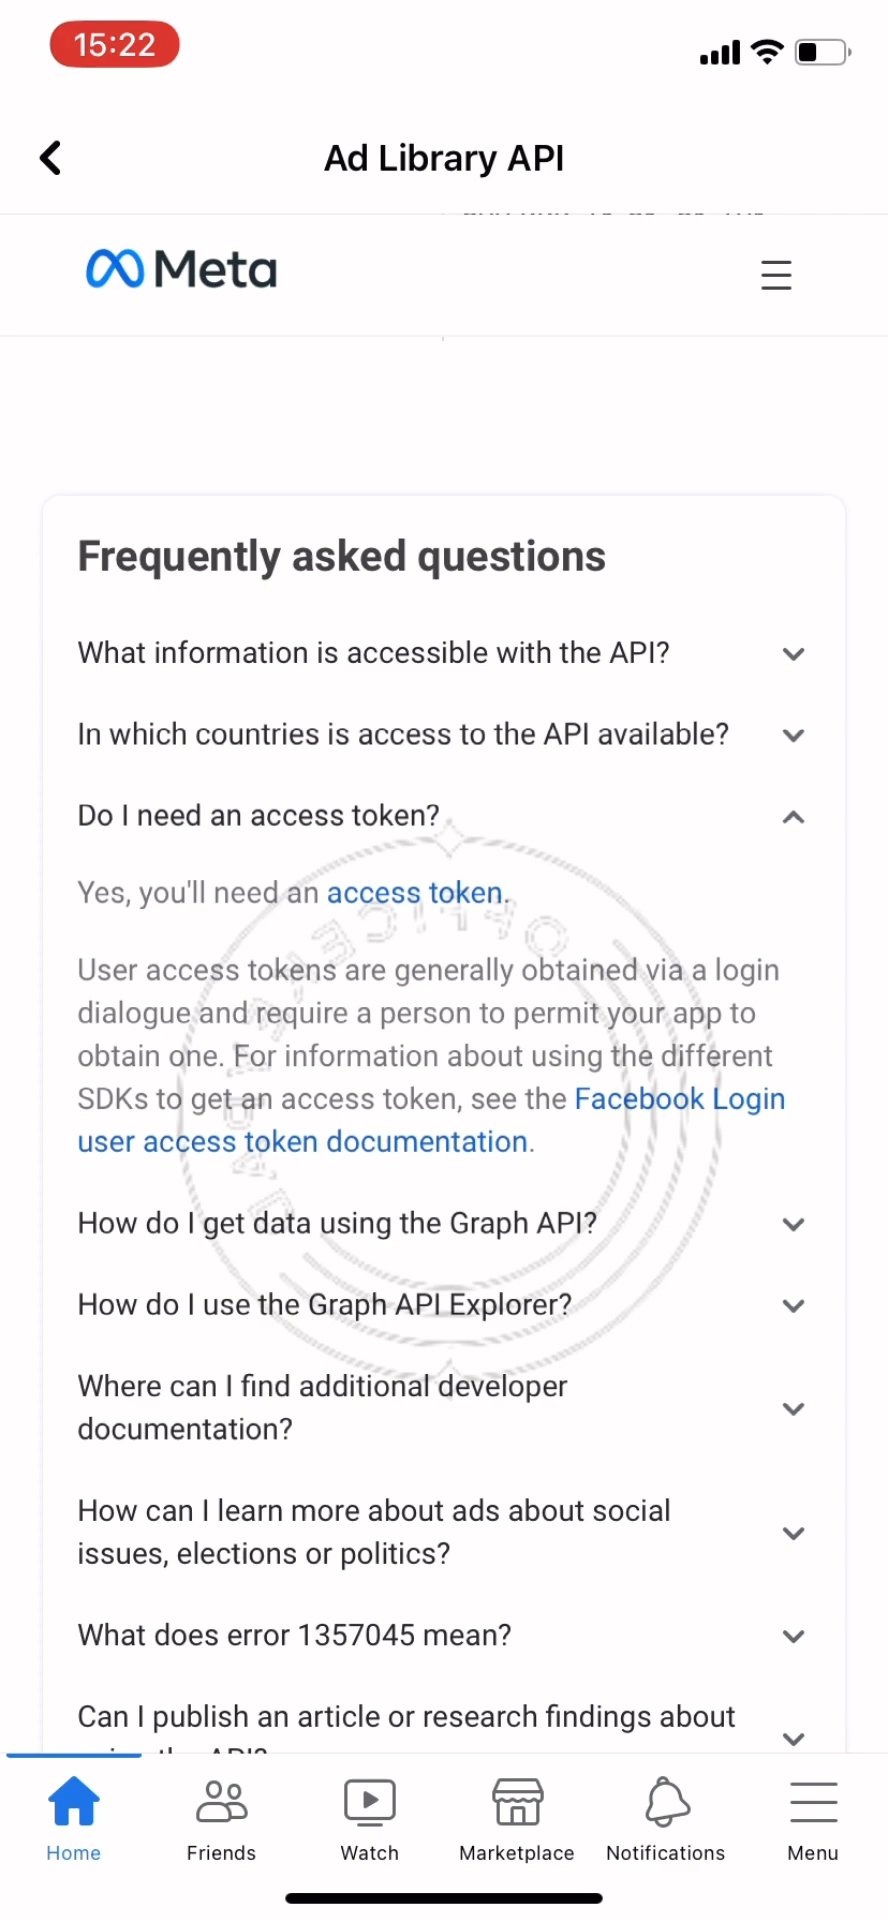 15:22
Ad Library API
Meta
Frequently asked questions
What information is accessible with the API?
In which countries is access to the API available?
Do I need an access token?
Yes, you'll need an access token.
User access tokens are generally obtained via a login
dialogue and require a person to permit your app to
obtain one. For information about using the different
SDKs to get an access token, see the Facebook Login
user access token documentation.
How do I get data using the Graph API?
How do I use the Graph API Explorer?
Where can I find additional developer
documentation?
How can I learn more about ads about social
issues, elections or politics?
What does error 1357045 mean?
Can I publish an article or research findings about
Home
Friends
Watch
Marketplace
Notifications
Menu